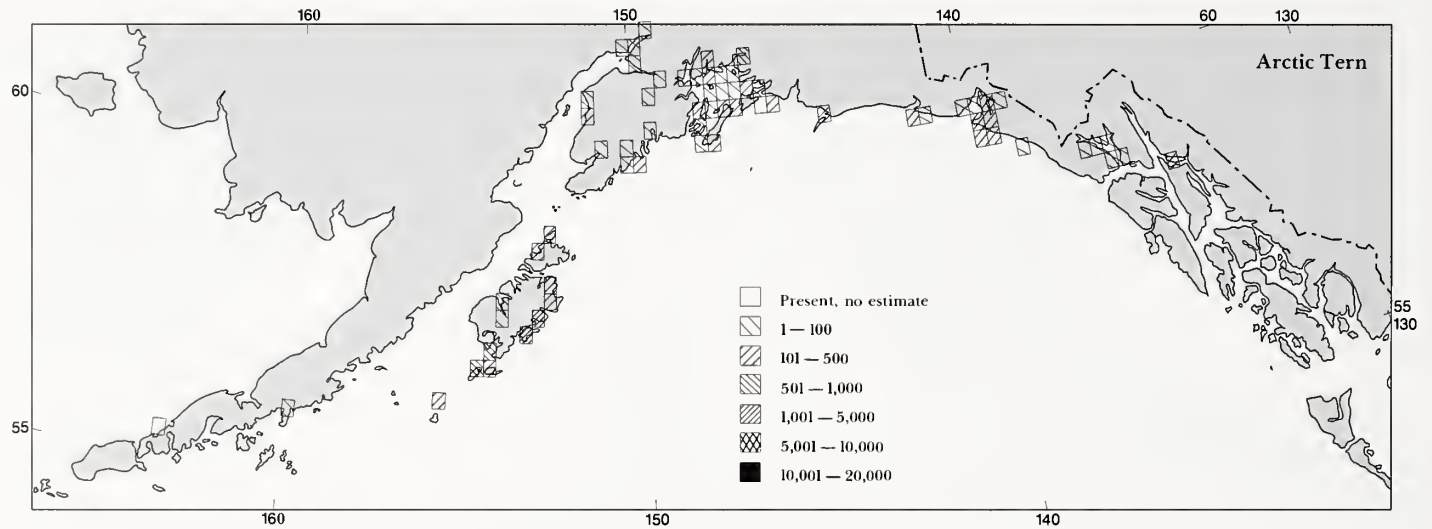 160 150 140 60 130
Arctic Tern
60
55
130
Present, no estimate
1 — 100
101 — 500
501 — 1,000
1,001 — 5,000
5,001 — 10,000
10,001 — 20,000
55
160 150 140